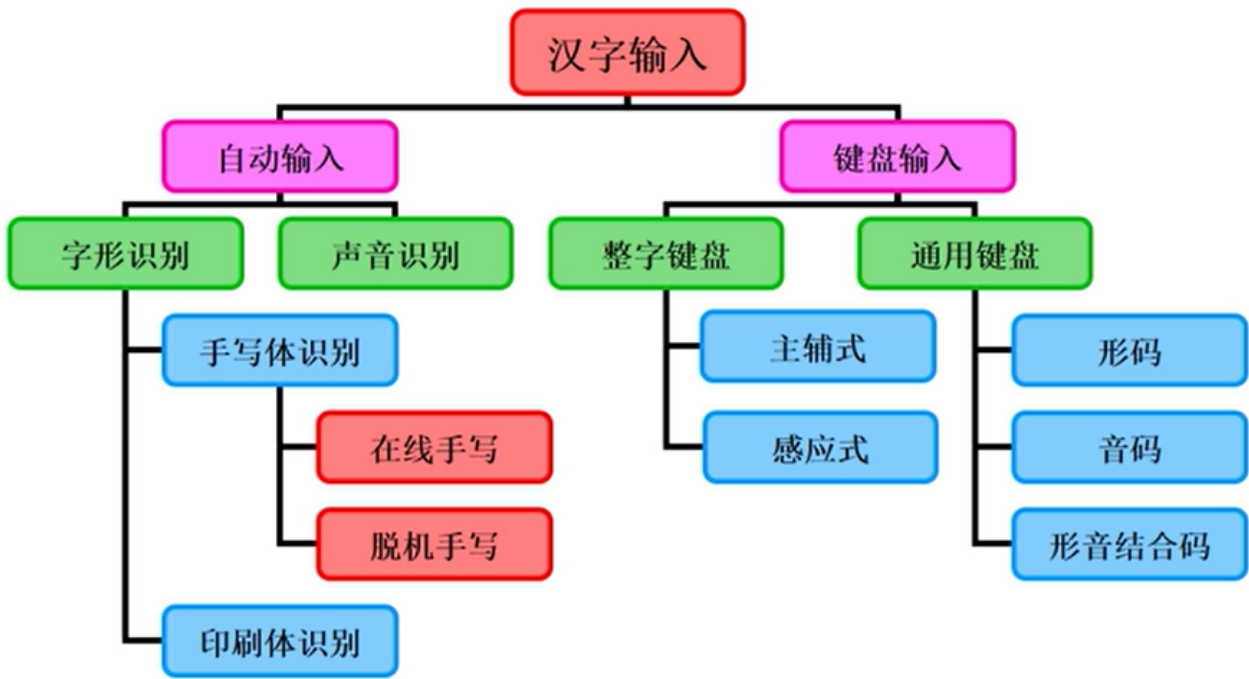 汉字输入
自动输入
键盘输入
字形识别
声音识别
整字键盘
通用键盘
手写体识别
主辅式
形码
在线手写
感应式
音码
脱机手写
形音结合码
印刷体识别